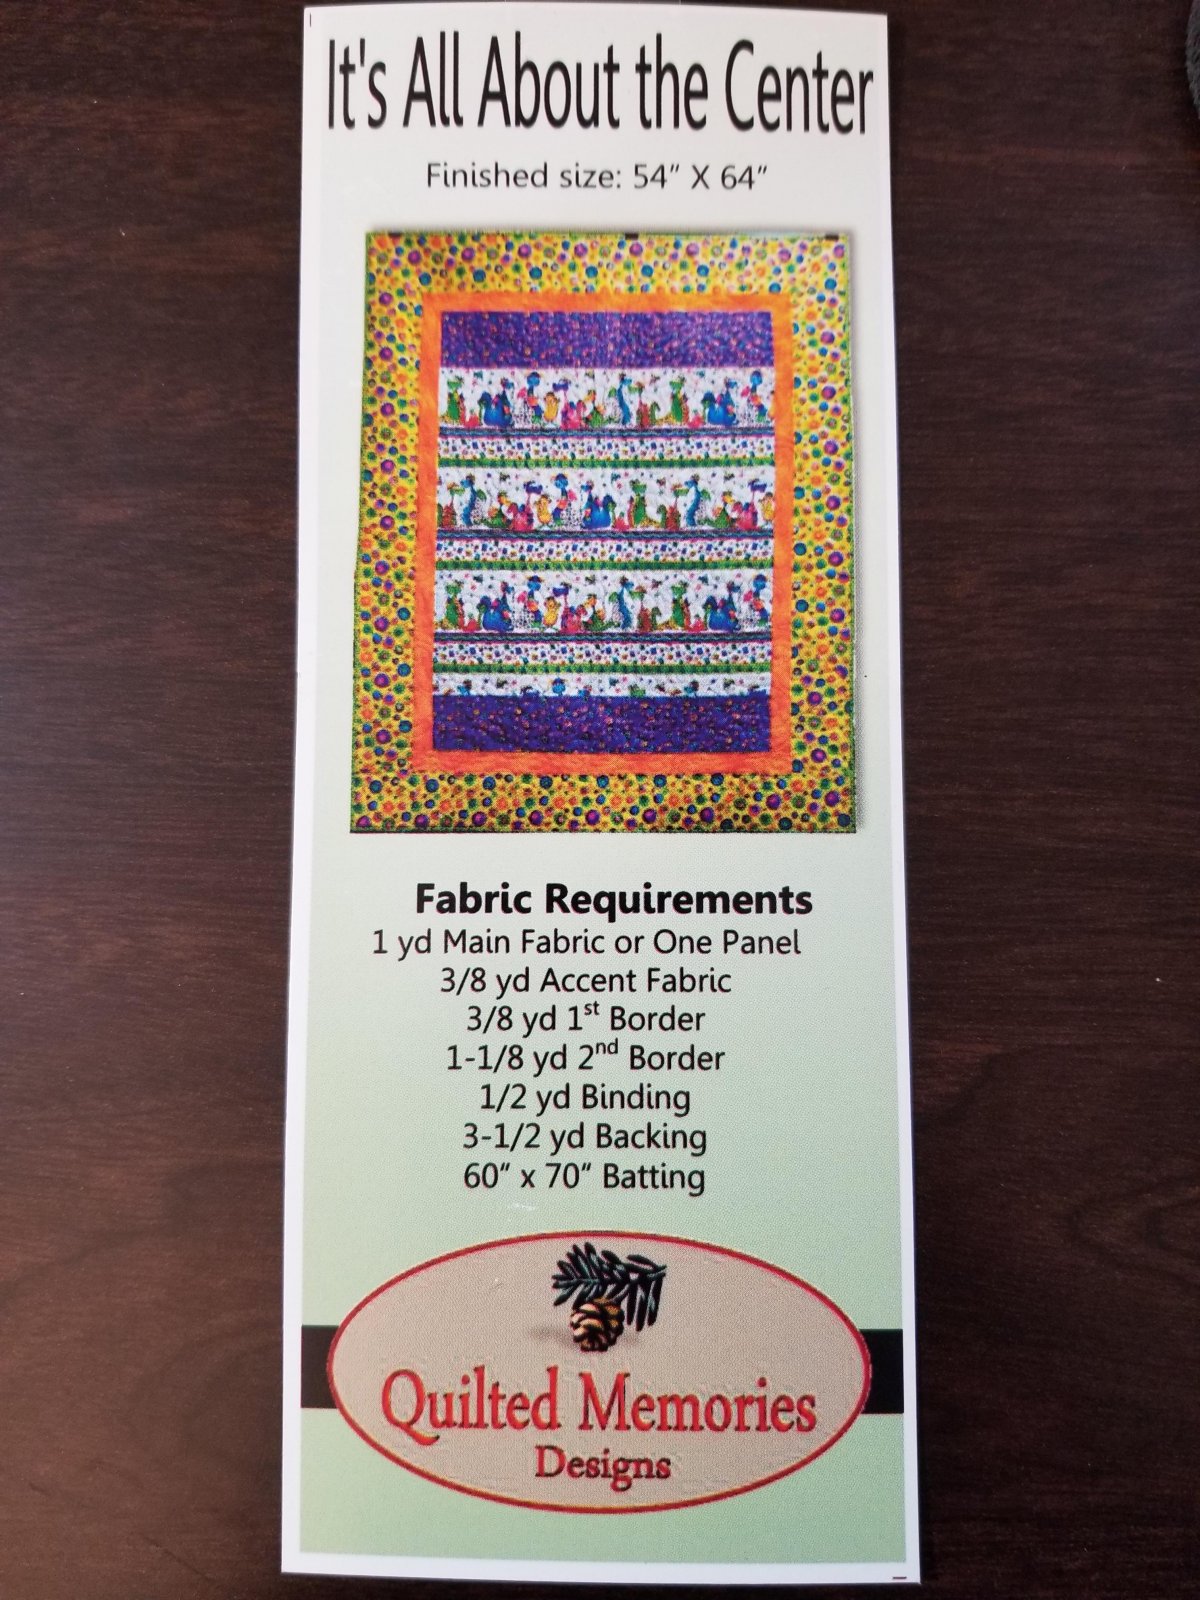 It's All About the Center
Finished size: 54" X 64"
Fabric Requirements
1 yd Main Fabric or One Panel
3/8 yd Accent Fabric
3/8 yd 1st Border
1-1/8 yd 2nd Border
1/2 yd Binding
3-1/2 yd Backing
60" x 70" Batting
Quilted Memories
Designs